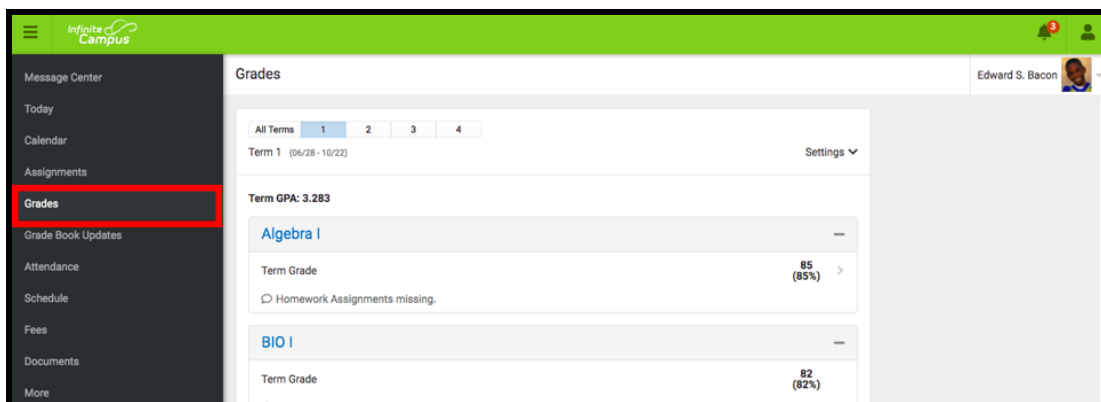 Infinite Campus
3
Message Center
Today
Calendar
Assignments
Grades
Grade Book Updates
Attendance
Schedule
Fees
Documents
More
Grades
Edward S. Bacon
All Terms 1 2 3 4
Term 1 (06/28 - 10/22)
Settings
Term GPA: 3.283
Algebra I
Term Grade
85
(85%)
Homework Assignments missing.
BIO I
Term Grade
82
(82%)